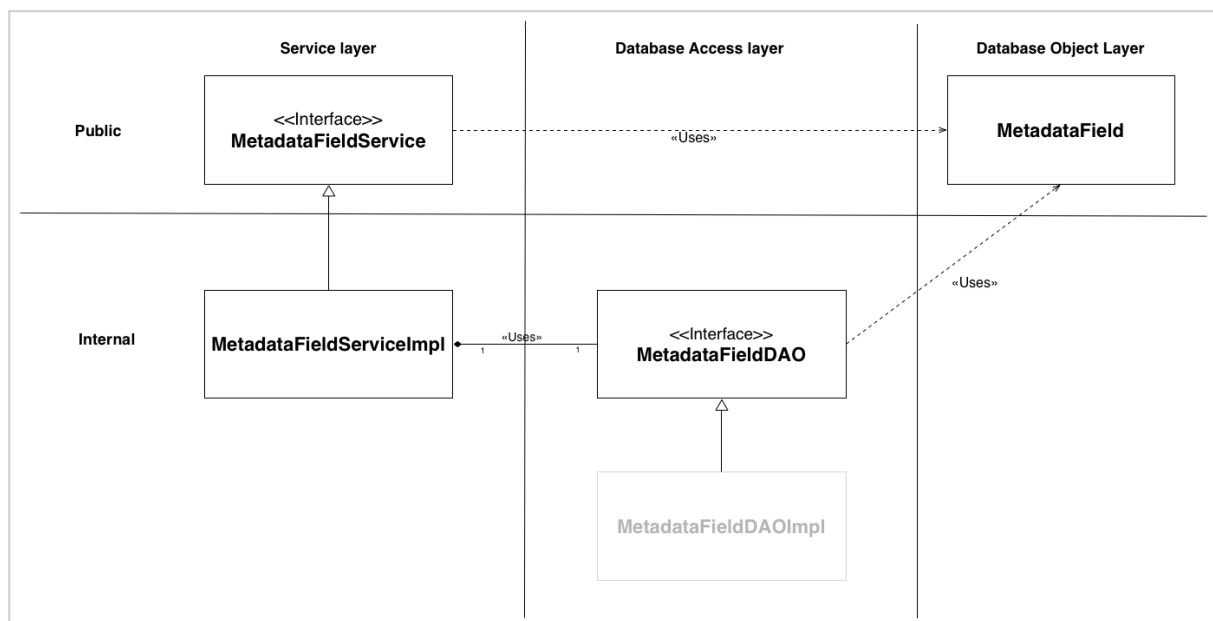 Service layer
Database Access layer
Database Object Layer
Public
<<Interface>>
MetadataFieldService
«Uses»
MetadataField
«Uses»
Internal
MetadataFieldServiceImpl
«Uses»
1
1
<<Interface>>
MetadataFieldDAO
MetadataFieldDAOImpl